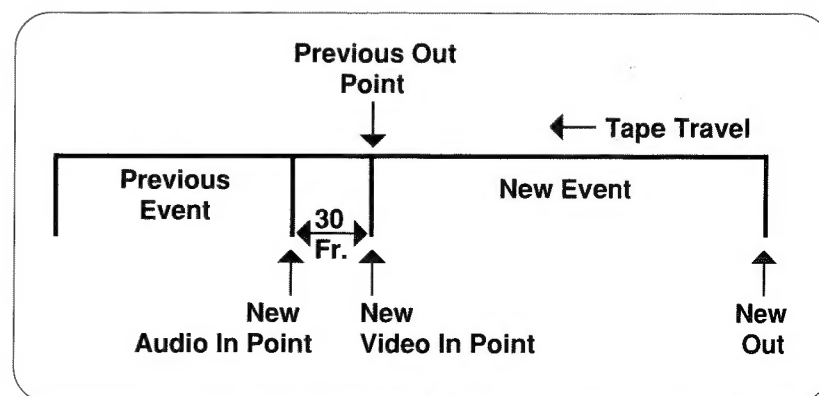 Previous Out
Point
Tape Travel
Previous
Event
New Event
30
Fr.
New
Audio In Point
New
Video In Point
New
Out